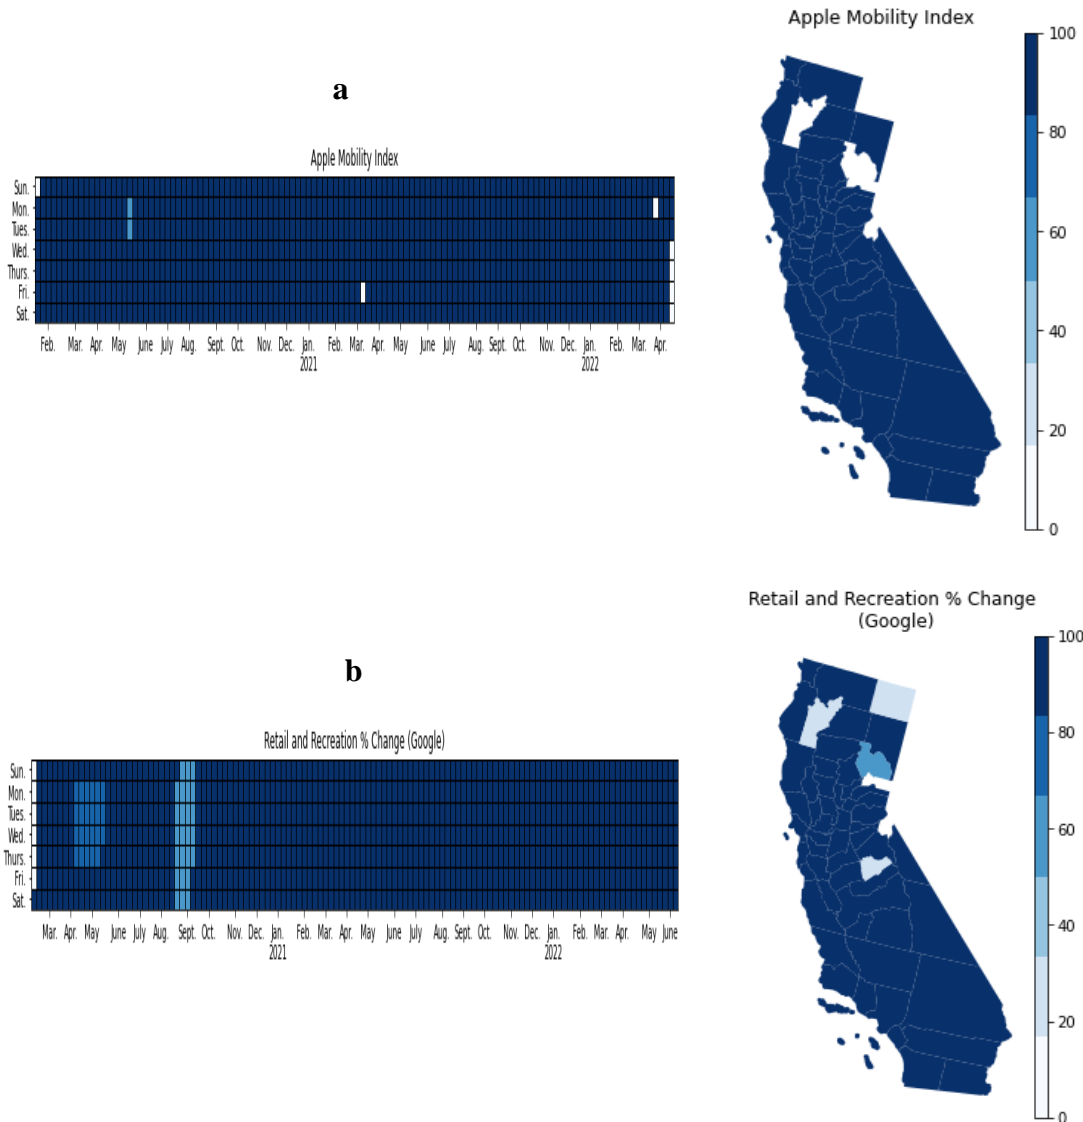 a
Apple Mobility Index
Sun.
Mon.
Tues.
Wed.
Thurs.
Fri.
Sat.
Feb. Mar. Apr. May June July Aug. Sept. Oct. Nov. Dec. Jan. Feb. Mar. Apr. May June July Aug. Sept. Oct. Nov. Dec. Jan. Feb. Mar. Apr.
2021 2022
Apple Mobility Index
100
80
60
40
20
0
b
Retail and Recreation % Change (Google)
Sun.
Mon.
Tues.
Wed.
Thurs.
Fri.
Sat.
Mar. Apr. May June July Aug. Sept. Oct. Nov. Dec. Jan. Feb. Mar. Apr. May June July Aug. Sept. Oct. Nov. Dec. Jan. Feb. Mar. Apr. May June
2021 2022
Retail and Recreation % Change
(Google)
100
80
60
40
20
0